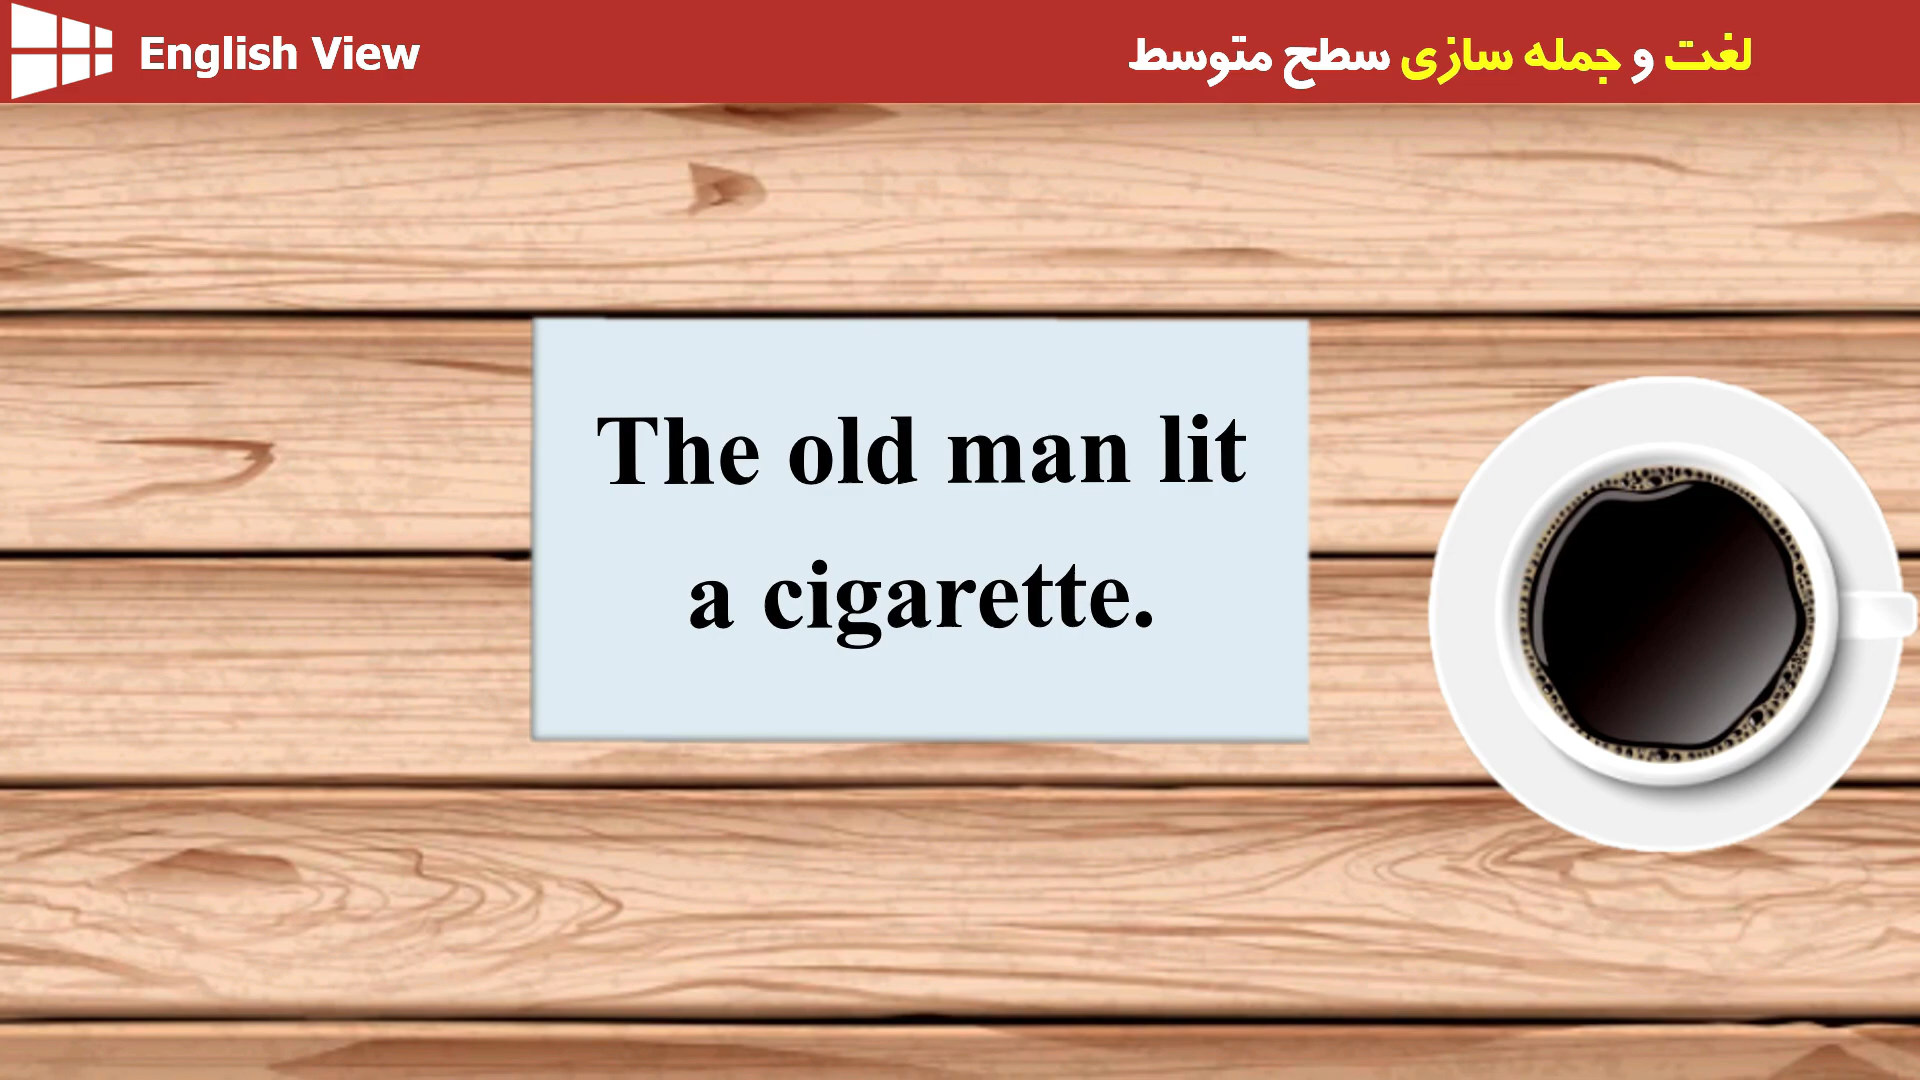 English View
لغت و جمله سازی سطح متوسط
The old man lit
a cigarette.